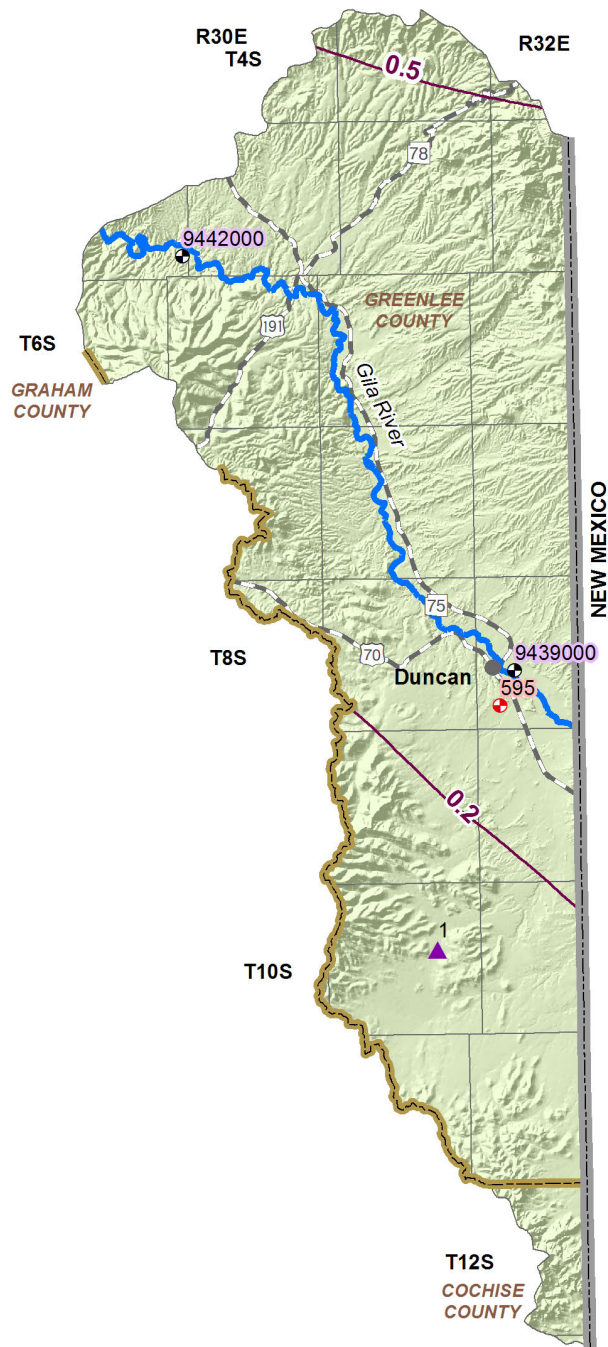 R30E
T4S
R32E
0.5
78
9442000
GREENLEE
COUNTY
191
T6S
GRAHAM
COUNTY
Gila River
NEW MEXICO
75
9439000
T8S
70
Duncan
595
0.2
1
T10S
T12S
COCHISE
COUNTY